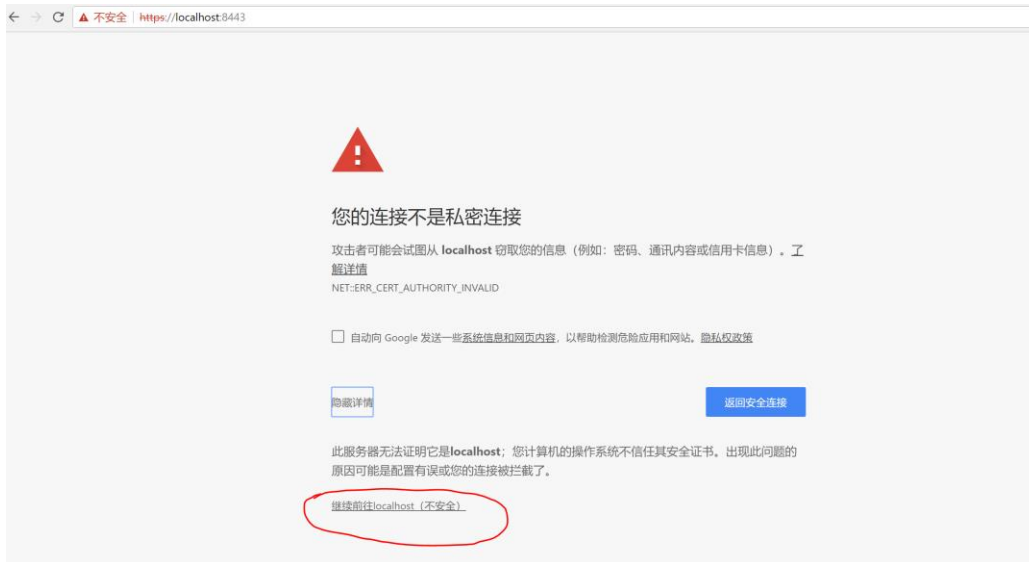 不安全 https://localhost:8443
您的连接不是私密连接
攻击者可能会试图从 localhost 窃取您的信息（例如：密码、通讯内容或信用卡信息）。了
解详情
NET::ERR_CERT_AUTHORITY_INVALID
自动向 Google 发送一些系统信息和网页内容，以帮助检测危险应用和网站。隐私权政策
隐藏详情 返回安全连接
此服务器无法证明它是localhost；您计算机的操作系统不信任其安全证书。出现此问题的
原因可能是配置有误或您的连接被拦截了。
继续前往localhost（不安全）